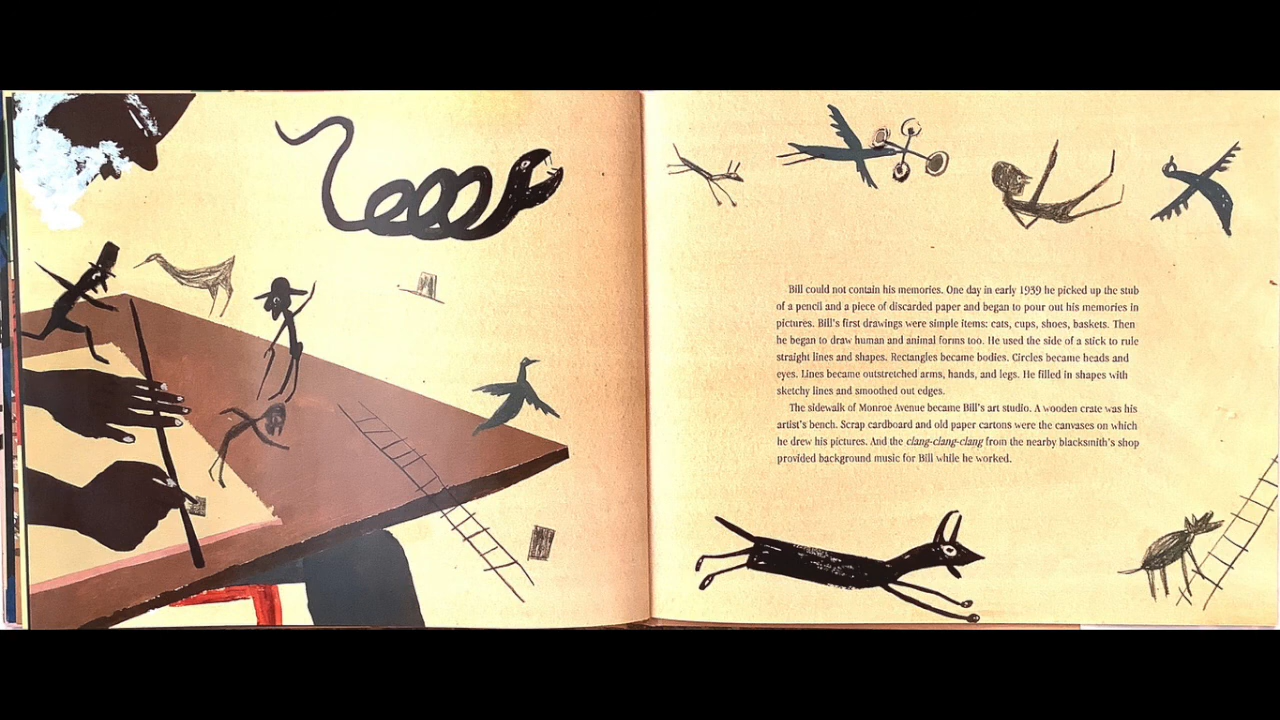 Bill could not contain his memories. One day in early 1939 he picked up the stub
of a pencil and a piece of discarded paper and began to pour out his memories in
pictures. Bill's first drawings were simple items: cats, cups, shoes, baskets. Then
he began to draw human and animal forms too. He used the side of a stick to rule
straight lines and shapes. Rectangles became bodies. Circles became heads and
eyes. Lines became outstretched arms, hands, and legs. He filled in shapes with
sketchy lines and smoothed out edges.
The sidewalk of Monroe Avenue became Bill's art studio. A wooden crate was his
artist's bench. Scrap cardboard and old paper cartons were the canvases on which
he drew his pictures. And the clang-clang-clang from the nearby blacksmith's shop
provided background music for Bill while he worked.